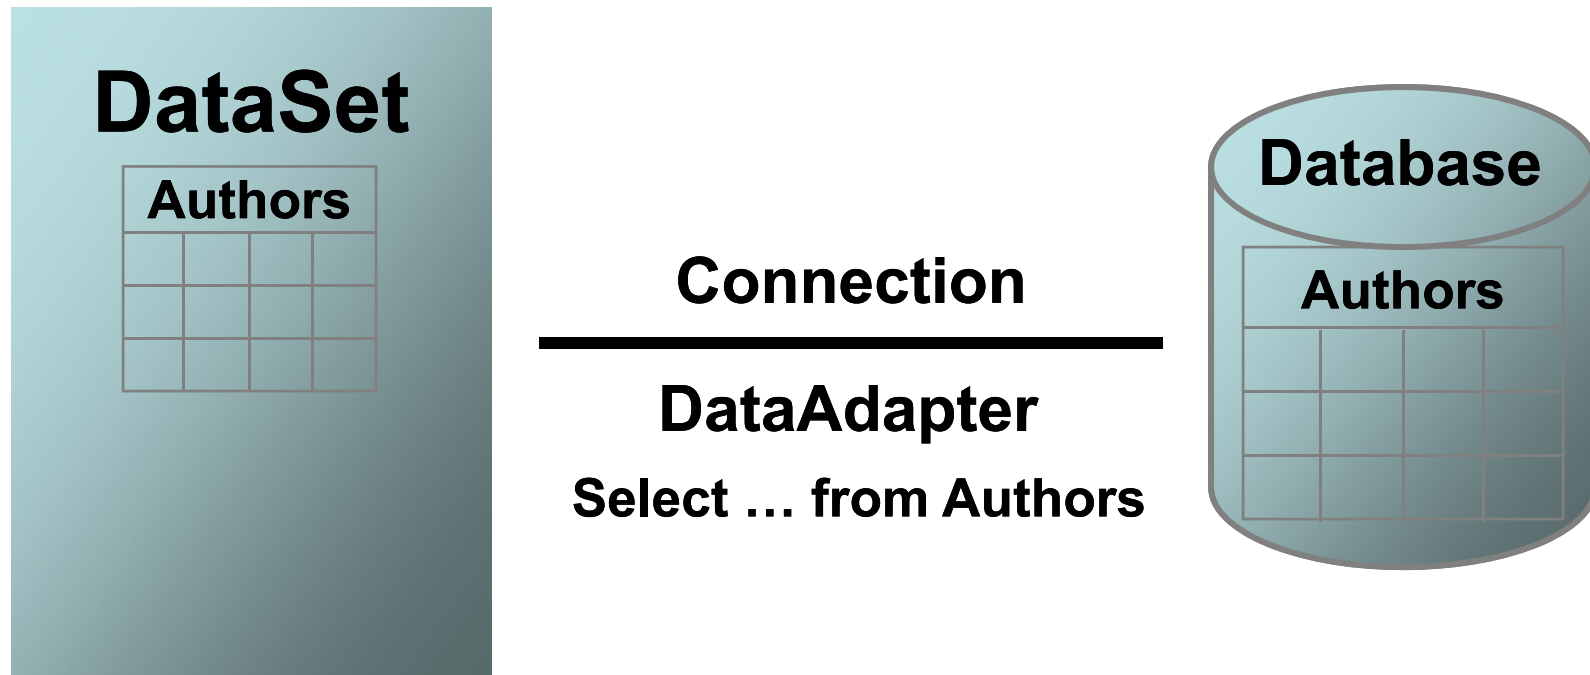 DataSet
Authors
Connection
DataAdapter
Select … from Authors
Database
Authors